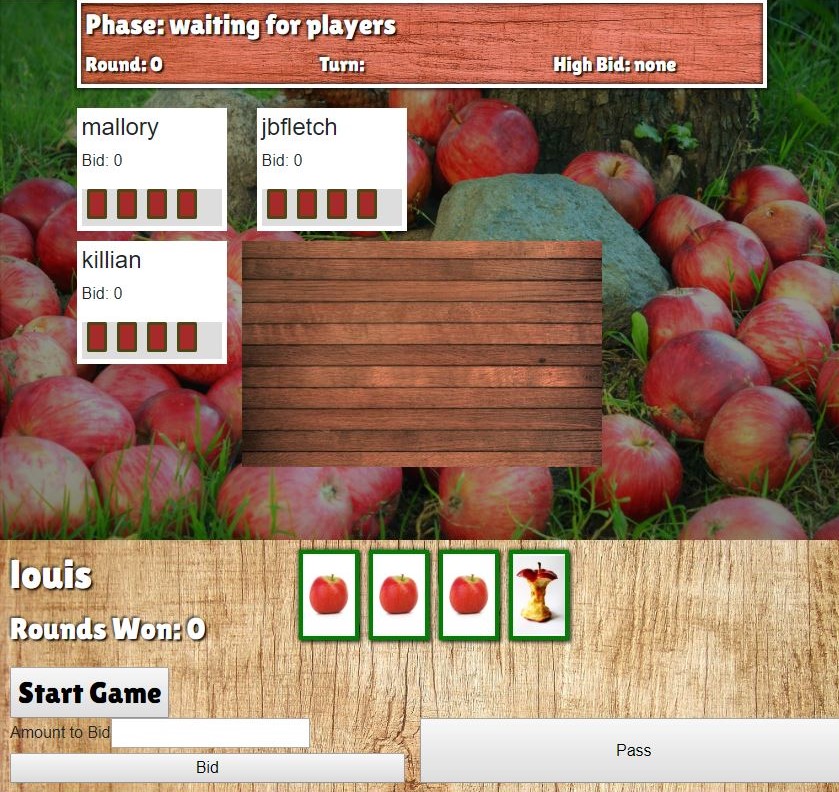 Phase: waiting for players
Round: 0 Turn: High Bid: none
mallory
Bid: 0
jbfletch
Bid: 0
killian
Bid: 0
louis
Rounds Won: 0
Start Game
Amount to Bid
Bid
Pass